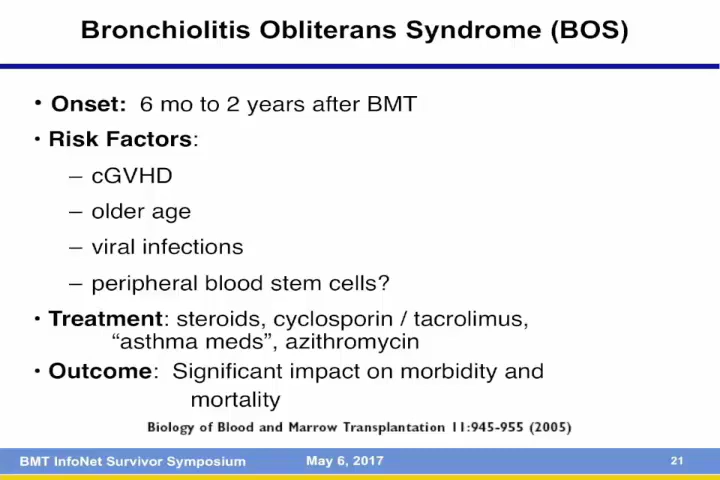 Bronchiolitis Obliterans Syndrome (BOS)
• Onset: 6 mo to 2 years after BMT
• Risk Factors:
– cGVHD
– older age
– viral infections
– peripheral blood stem cells?
• Treatment: steroids, cyclosporin / tacrolimus,
“asthma meds”, azithromycin
• Outcome: Significant impact on morbidity and
mortality
Biology of Blood and Marrow Transplantation 11:945-955 (2005)
BMT InfoNet Survivor Symposium May 6, 2017 21